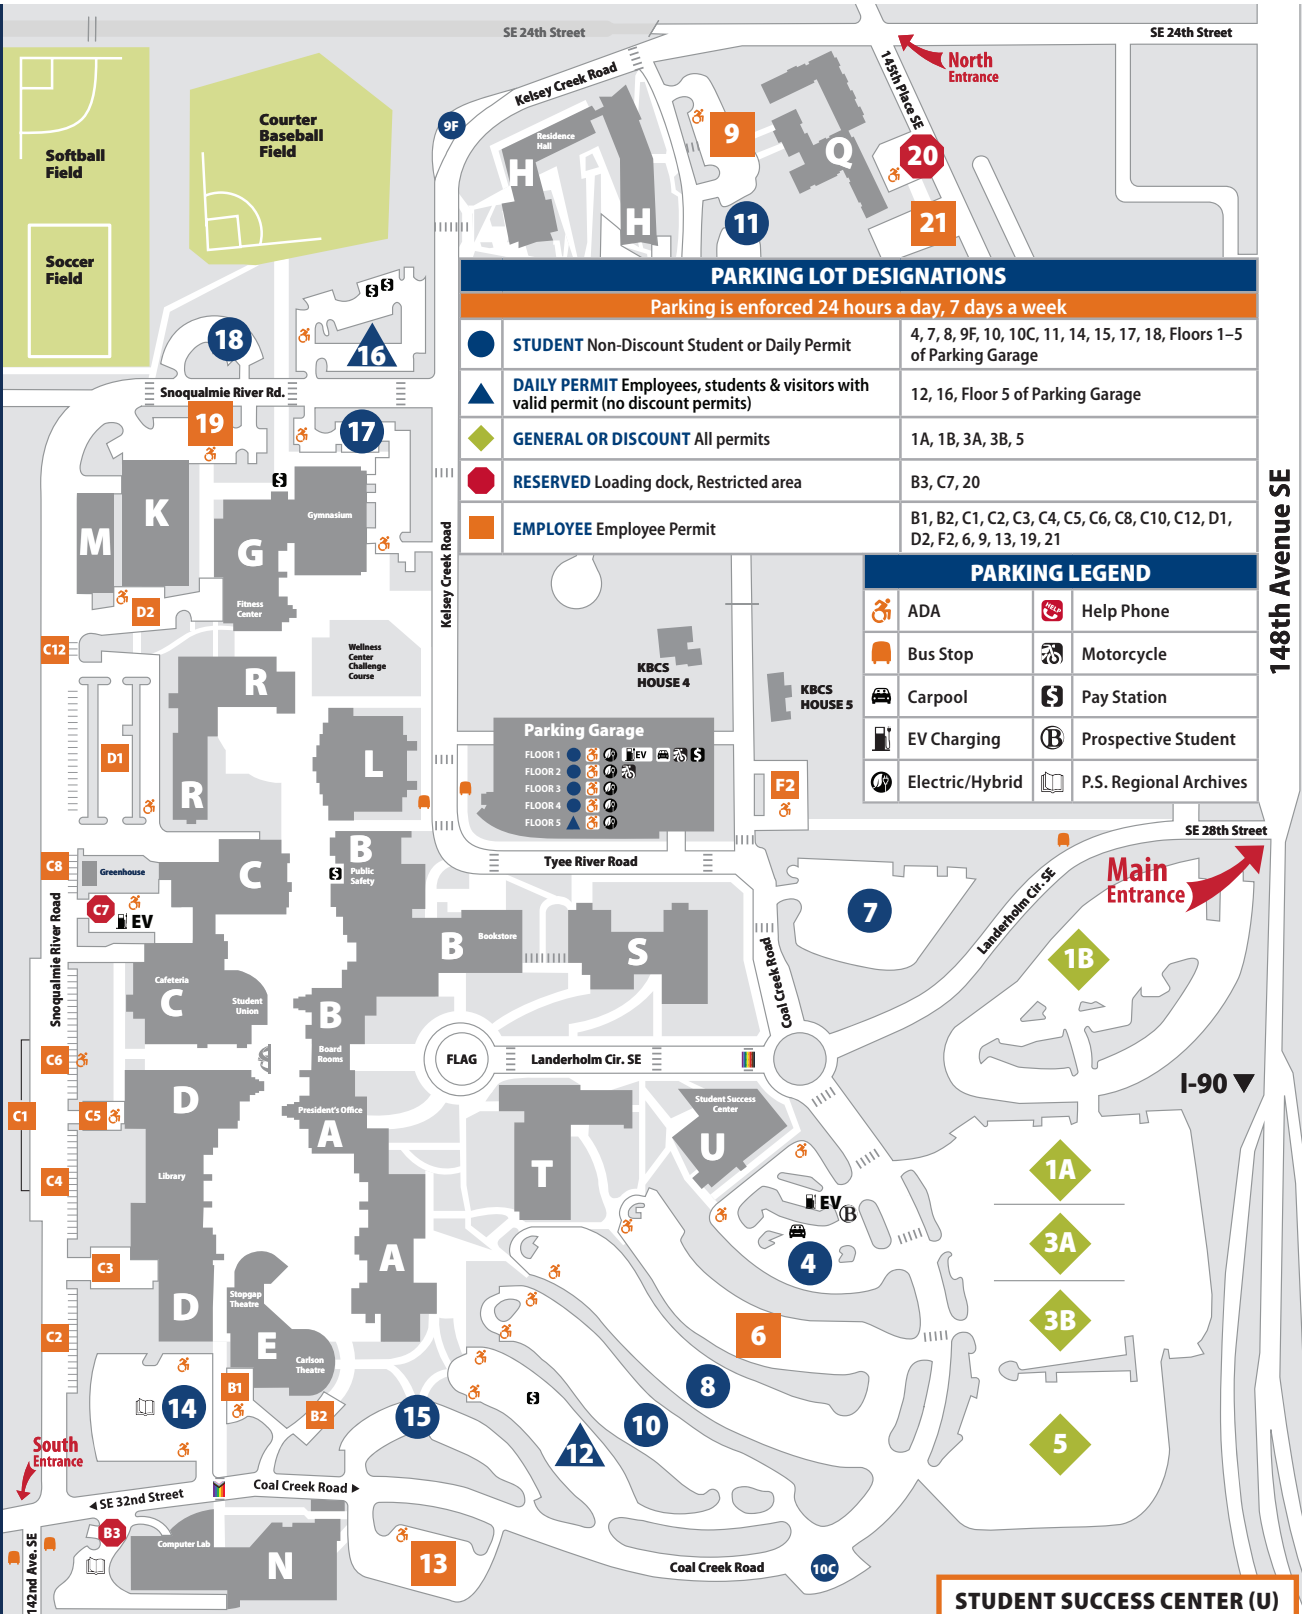 SE 24th Street
SE 24th Street
North
Entrance
145th Place SE
Kelsey Creek Road
9F
Residence
Hall
H
H
9
Q
20
11
21
Softball
Field
Courter
Baseball
Field
Soccer
Field
18
16
Snoqualmie River Rd.
19
17
PARKING LOT DESIGNATIONS
Parking is enforced 24 hours a day, 7 days a week
STUDENT Non-Discount Student or Daily Permit
4, 7, 8, 9F, 10, 10C, 11, 14, 15, 17, 18, Floors 1–5
of Parking Garage
DAILY PERMIT Employees, students & visitors with
valid permit (no discount permits)
12, 16, Floor 5 of Parking Garage
GENERAL OR DISCOUNT All permits
1A, 1B, 3A, 3B, 5
RESERVED Loading dock, Restricted area
B3, C7, 20
EMPLOYEE Employee Permit
B1, B2, C1, C2, C3, C4, C5, C6, C8, C10, C12, D1,
D2, F2, 6, 9, 13, 19, 21
PARKING LEGEND
ADA
HELP
Help Phone
Bus Stop
Motorcycle
Carpool
$
Pay Station
EV Charging
B
Prospective Student
Electric/Hybrid
P.S. Regional Archives
148th Avenue SE
M
K
G
Gymnasium
Fitness
Center
D2
C12
Kelsey Creek Road
Wellness
Center
Challenge
Course
R
R
D1
L
KBCS
HOUSE 4
KBCS
HOUSE 5
Parking Garage
FLOOR 1
EV
$
FLOOR 2
FLOOR 3
FLOOR 4
FLOOR 5
F2
SE 28th Street
Main
Entrance
Tyee River Road
C8
Greenhouse
C
B
Public
Safety
C7
EV
Snoqualmie River Road
7
Landerholm Cir. SE
1B
B
Bookstore
S
Coal Creek Road
Cafeteria
C
Student
Union
B
Board
Rooms
FLAG
Landerholm Cir. SE
C6
C1
C5
D
President's Office
A
Student Success
Center
U
T
I-90
1A
C4
Library
EV
B
3A
4
C3
A
D
Stopgap
Theatre
E
Carlson
Theatre
C2
6
3B
8
14
B1
B2
15
10
12
5
South
Entrance
SE 32nd Street
Coal Creek Road
B3
Computer Lab
N
13
Coal Creek Road
10C
142nd Ave. SE
STUDENT SUCCESS CENTER (U)